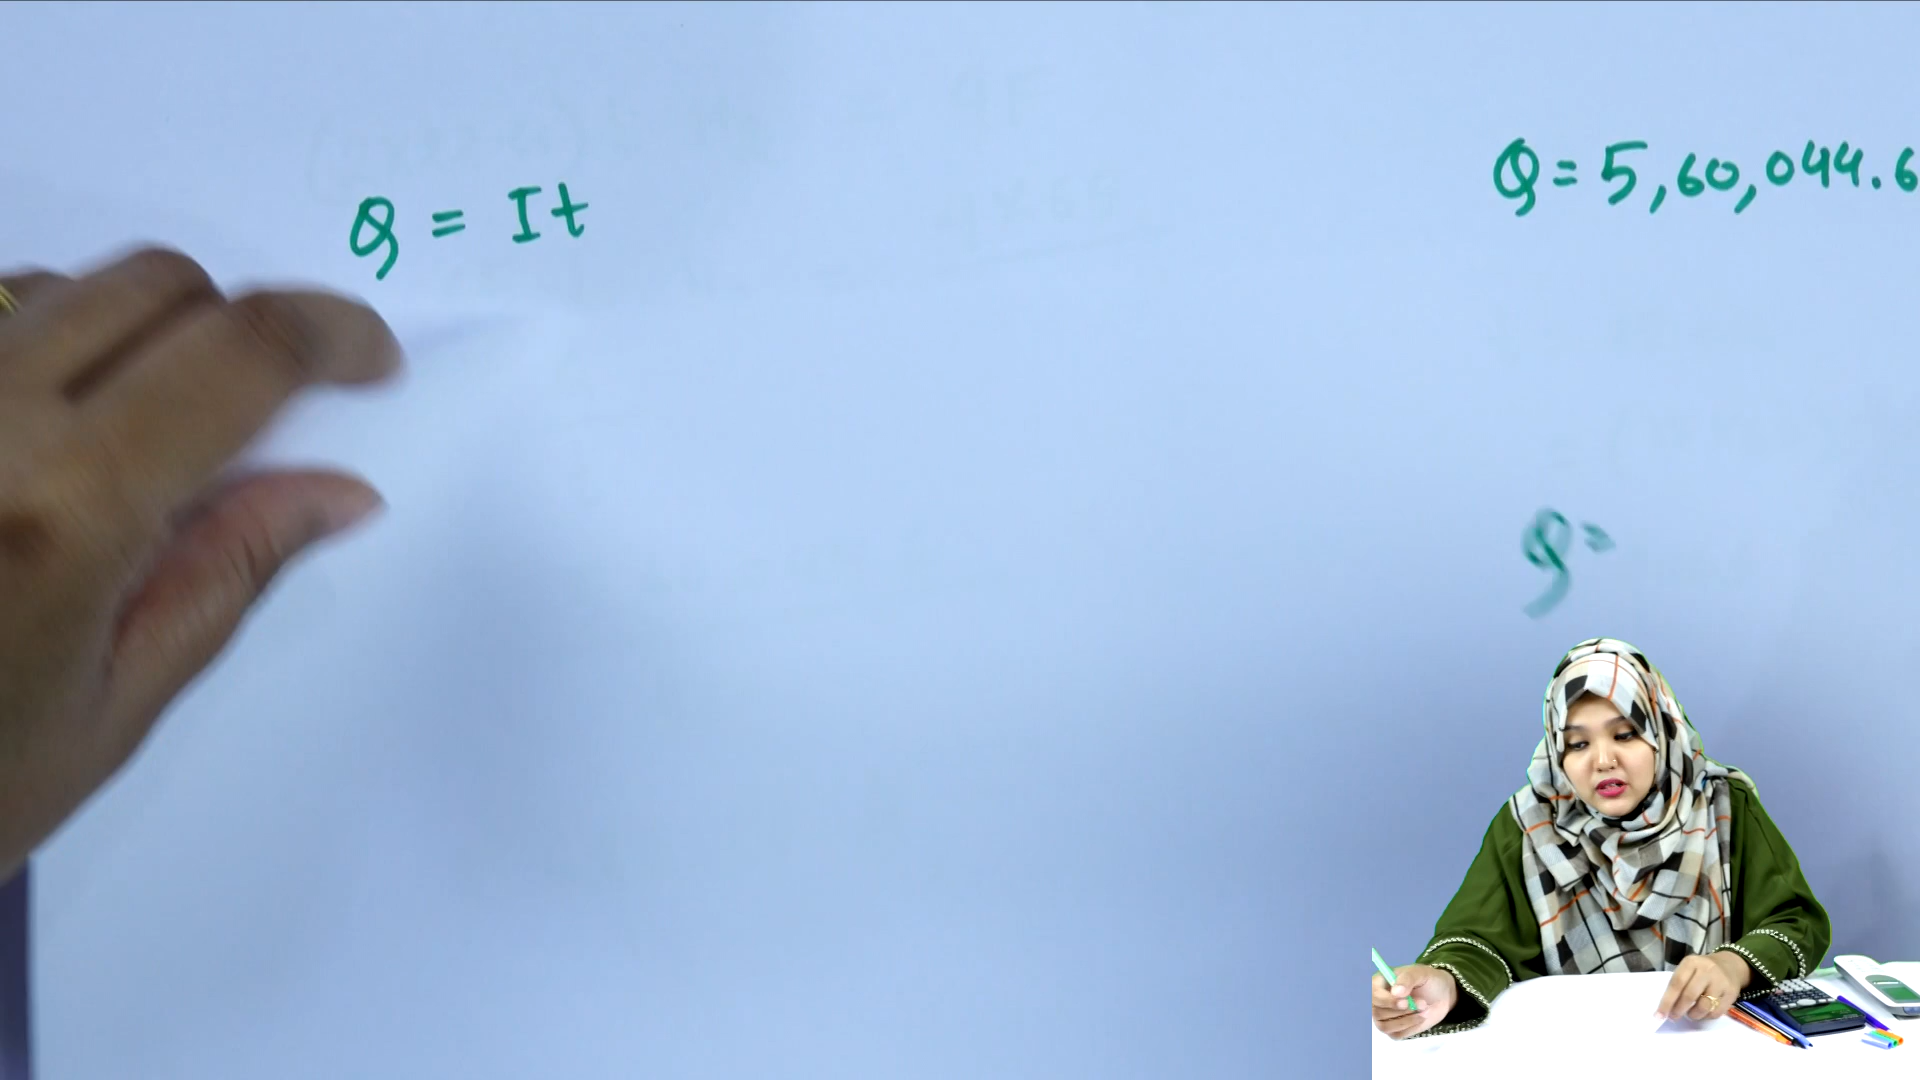 Q = It
Q = 5,60,044.6
Q =